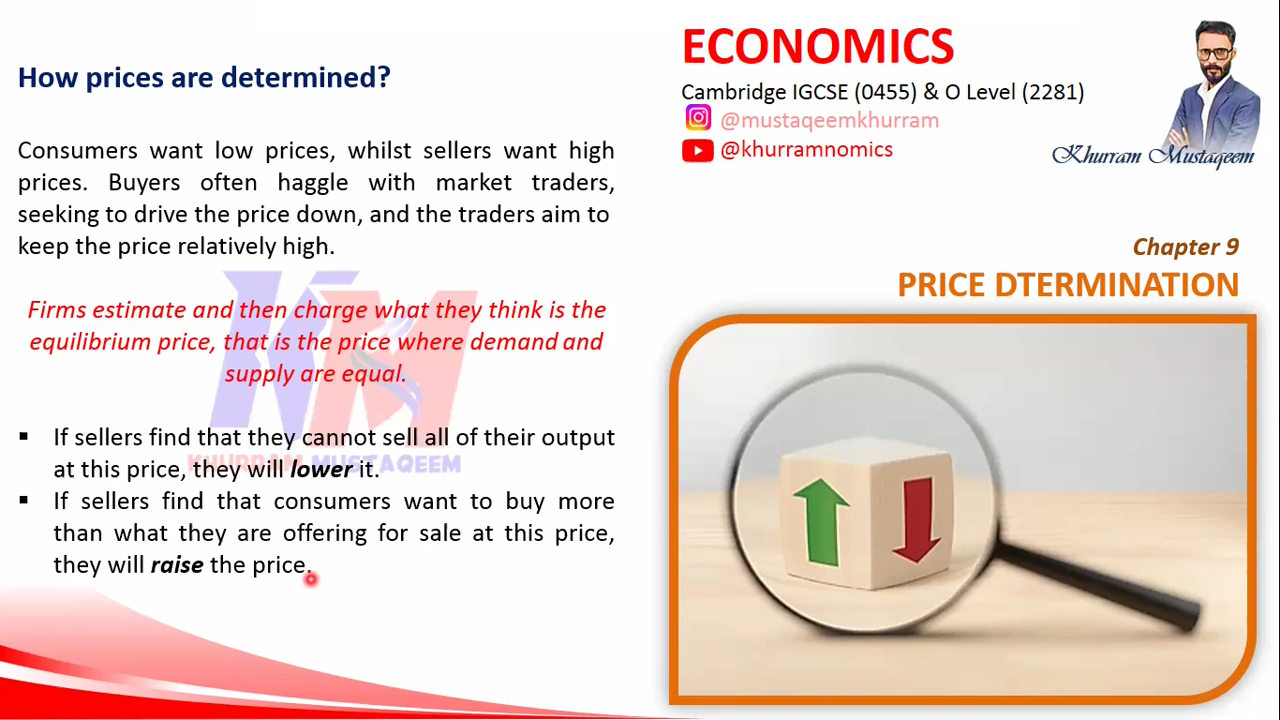 How prices are determined?
Consumers want low prices, whilst sellers want high
prices. Buyers often haggle with market traders,
seeking to drive the price down, and the traders aim to
keep the price relatively high.
Firms estimate and then charge what they think is the
equilibrium price, that is the price where demand and
supply are equal.
▪ If sellers find that they cannot sell all of their output
at this price, they will lower it.
▪ If sellers find that consumers want to buy more
than what they are offering for sale at this price,
they will raise the price.
KM
KHURRAM MUSTAQEEM
ECONOMICS
Cambridge IGCSE (0455) & O Level (2281)
@mustaqeemkhurram
@khurramnomics
Khurram Mustaqeem
Chapter 9
PRICE DTERMINATION